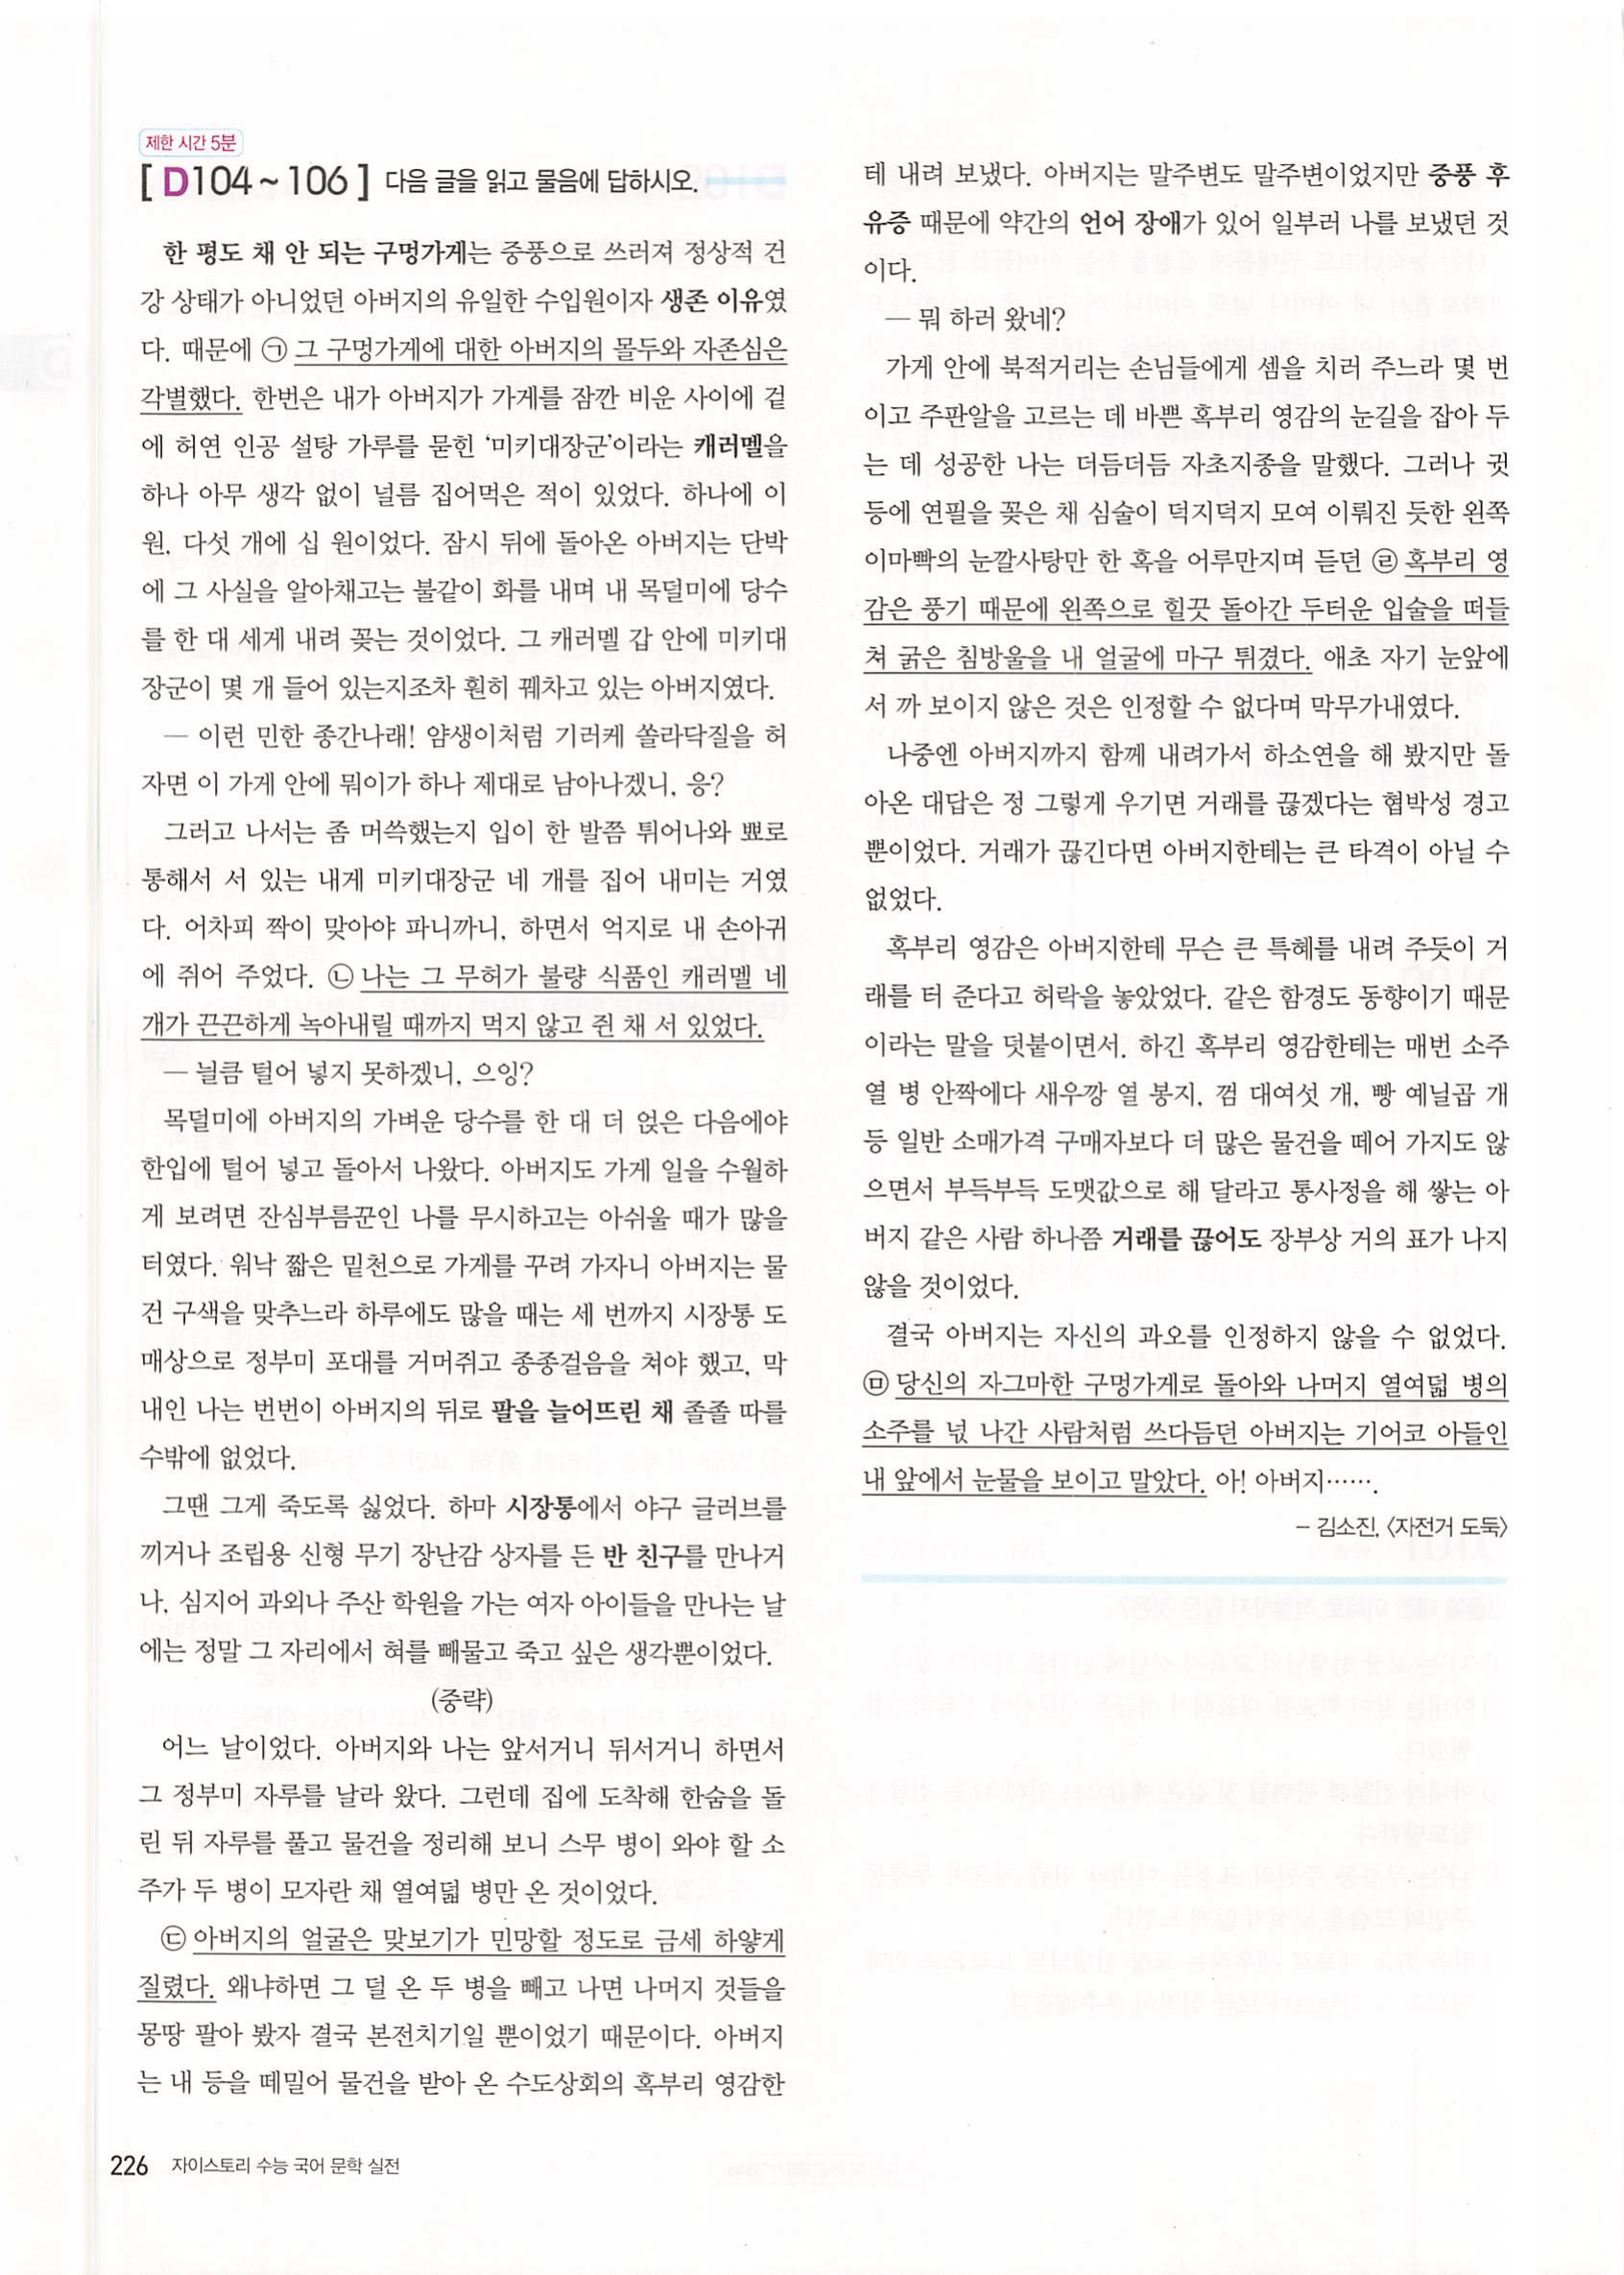 제한 시간 5분
[ D104 ~ 106 ] 다음 글을 읽고 물음에 답하시오.
한 평도 채 안 되는 구멍가게는 중풍으로 쓰러져 정상적 건
강 상태가 아니었던 아버지의 유일한 수입원이자 생존 이유였
다. 때문에 ㉠ 그 구멍가게에 대한 아버지의 몰두와 자존심은
각별했다. 한번은 내가 아버지가 가게를 잠깐 비운 사이에 겉
에 허연 인공 설탕 가루를 묻힌 ‘미키대장군’이라는 캐러멜을
하나 아무 생각 없이 널름 집어먹은 적이 있었다. 하나에 이
원, 다섯 개에 십 원이었다. 잠시 뒤에 돌아온 아버지는 단박
에 그 사실을 알아채고는 불같이 화를 내며 내 목덜미에 당수
를 한 대 세게 내려 꽂는 것이었다. 그 캐러멜 갑 안에 미키대
장군이 몇 개 들어 있는지조차 훤히 꿰차고 있는 아버지였다.
― 이런 민한 종간나래! 얌생이처럼 기러케 쏠라닥질을 허
자면 이 가게 안에 뭐이가 하나 제대로 남아나겠니, 응?
그러고 나서는 좀 머쓱했는지 입이 한 발쯤 튀어나와 뾰로
통해서 서 있는 내게 미키대장군 네 개를 집어 내미는 거였
다. 어차피 짝이 맞아야 파니까니, 하면서 억지로 내 손아귀
에 쥐어 주었다. ㉡ 나는 그 무허가 불량 식품인 캐러멜 네
개가 끈끈하게 녹아내릴 때까지 먹지 않고 쥔 채 서 있었다.
― 닐큼 털어 넣지 못하겠니, 으잉?
목덜미에 아버지의 가벼운 당수를 한 대 더 얹은 다음에야
한입에 털어 넣고 돌아서 나왔다. 아버지도 가게 일을 수월하
게 보려면 잔심부름꾼인 나를 무시하고는 아쉬울 때가 많을
터였다. 워낙 짧은 밑천으로 가게를 꾸려 가자니 아버지는 물
건 구색을 맞추느라 하루에도 많을 때는 세 번까지 시장통 도
매상으로 정부미 포대를 거머쥐고 종종걸음을 쳐야 했고, 막
내인 나는 번번이 아버지의 뒤로 팔을 늘어뜨린 채 졸졸 따를
수밖에 없었다.
그땐 그게 죽도록 싫었다. 하마 시장통에서 야구 글러브를
끼거나 조립용 신형 무기 장난감 상자를 든 반 친구를 만나거
나, 심지어 과외나 주산 학원을 가는 여자 아이들을 만나는 날
에는 정말 그 자리에서 혀를 빼물고 죽고 싶은 생각뿐이었다.
(중략)
어느 날이었다. 아버지와 나는 앞서거니 뒤서거니 하면서
그 정부미 자루를 날라 왔다. 그런데 집에 도착해 한숨을 돌
린 뒤 자루를 풀고 물건을 정리해 보니 스무 병이 와야 할 소
주가 두 병이 모자란 채 열여덟 병만 온 것이었다.
㉢ 아버지의 얼굴은 맞보기가 민망할 정도로 금세 하얗게
질렸다. 왜냐하면 그 덜 온 두 병을 빼고 나면 나머지 것들을
몽땅 팔아 봤자 결국 본전치기일 뿐이었기 때문이다. 아버지
는 내 등을 떼밀어 물건을 받아 온 수도상회의 혹부리 영감한
테 내려 보냈다. 아버지는 말주변도 말주변이었지만 중풍 후
유증 때문에 약간의 언어 장애가 있어 일부러 나를 보냈던 것
이다.
― 뭐 하러 왔네?
가게 안에 북적거리는 손님들에게 셈을 치러 주느라 몇 번
이고 주판알을 고르는 데 바쁜 혹부리 영감의 눈길을 잡아 두
는 데 성공한 나는 더듬더듬 자초지종을 말했다. 그러나 귓
등에 연필을 꽂은 채 심술이 덕지덕지 모여 이뤄진 듯한 왼쪽
이마빡의 눈깔사탕만 한 혹을 어루만지며 듣던 ㉣ 혹부리 영
감은 풍기 때문에 왼쪽으로 힐끗 돌아간 두터운 입술을 떠들
쳐 굵은 침방울을 내 얼굴에 마구 튀겼다. 애초 자기 눈앞에
서 까 보이지 않은 것은 인정할 수 없다며 막무가내였다.
나중엔 아버지까지 함께 내려가서 하소연을 해 봤지만 돌
아온 대답은 정 그렇게 우기면 거래를 끊겠다는 협박성 경고
뿐이었다. 거래가 끊긴다면 아버지한테는 큰 타격이 아닐 수
없었다.
혹부리 영감은 아버지한테 무슨 큰 특혜를 내려 주듯이 거
래를 터 준다고 허락을 놓았었다. 같은 함경도 동향이기 때문
이라는 말을 덧붙이면서. 하긴 혹부리 영감한테는 매번 소주
열 병 안짝에다 새우깡 열 봉지, 껌 대여섯 개, 빵 예닐곱 개
등 일반 소매가격 구매자보다 더 많은 물건을 떼어 가지도 않
으면서 부득부득 도맷값으로 해 달라고 통사정을 해 쌓는 아
버지 같은 사람 하나쯤 거래를 끊어도 장부상 거의 표가 나지
않을 것이었다.
결국 아버지는 자신의 과오를 인정하지 않을 수 없었다.
㉤ 당신의 자그마한 구멍가게로 돌아와 나머지 열여덟 병의
소주를 넋 나간 사람처럼 쓰다듬던 아버지는 기어코 아들인
내 앞에서 눈물을 보이고 말았다. 아! 아버지…….
– 김소진, 〈자전거 도둑〉
226 자이스토리 수능 국어 문학 실전